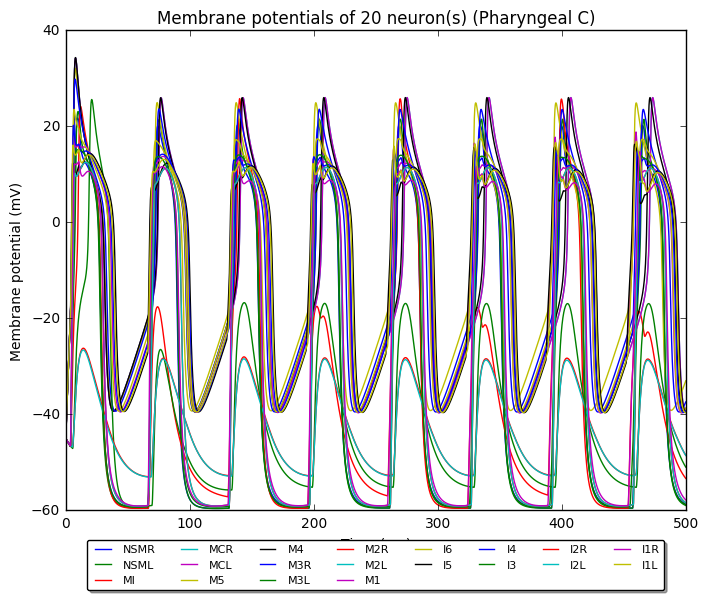 Membrane potentials of 20 neuron(s) (Pharyngeal C)
40
20
0
−20
−40
−60
Membrane potential (mV)
0 100 200 300 400 500
NSMR MCR M4 M2R I6 I4 I2R I1R
NSML MCL M3R M2L I5 I3 I2L I1L
MI M5 M3L M1